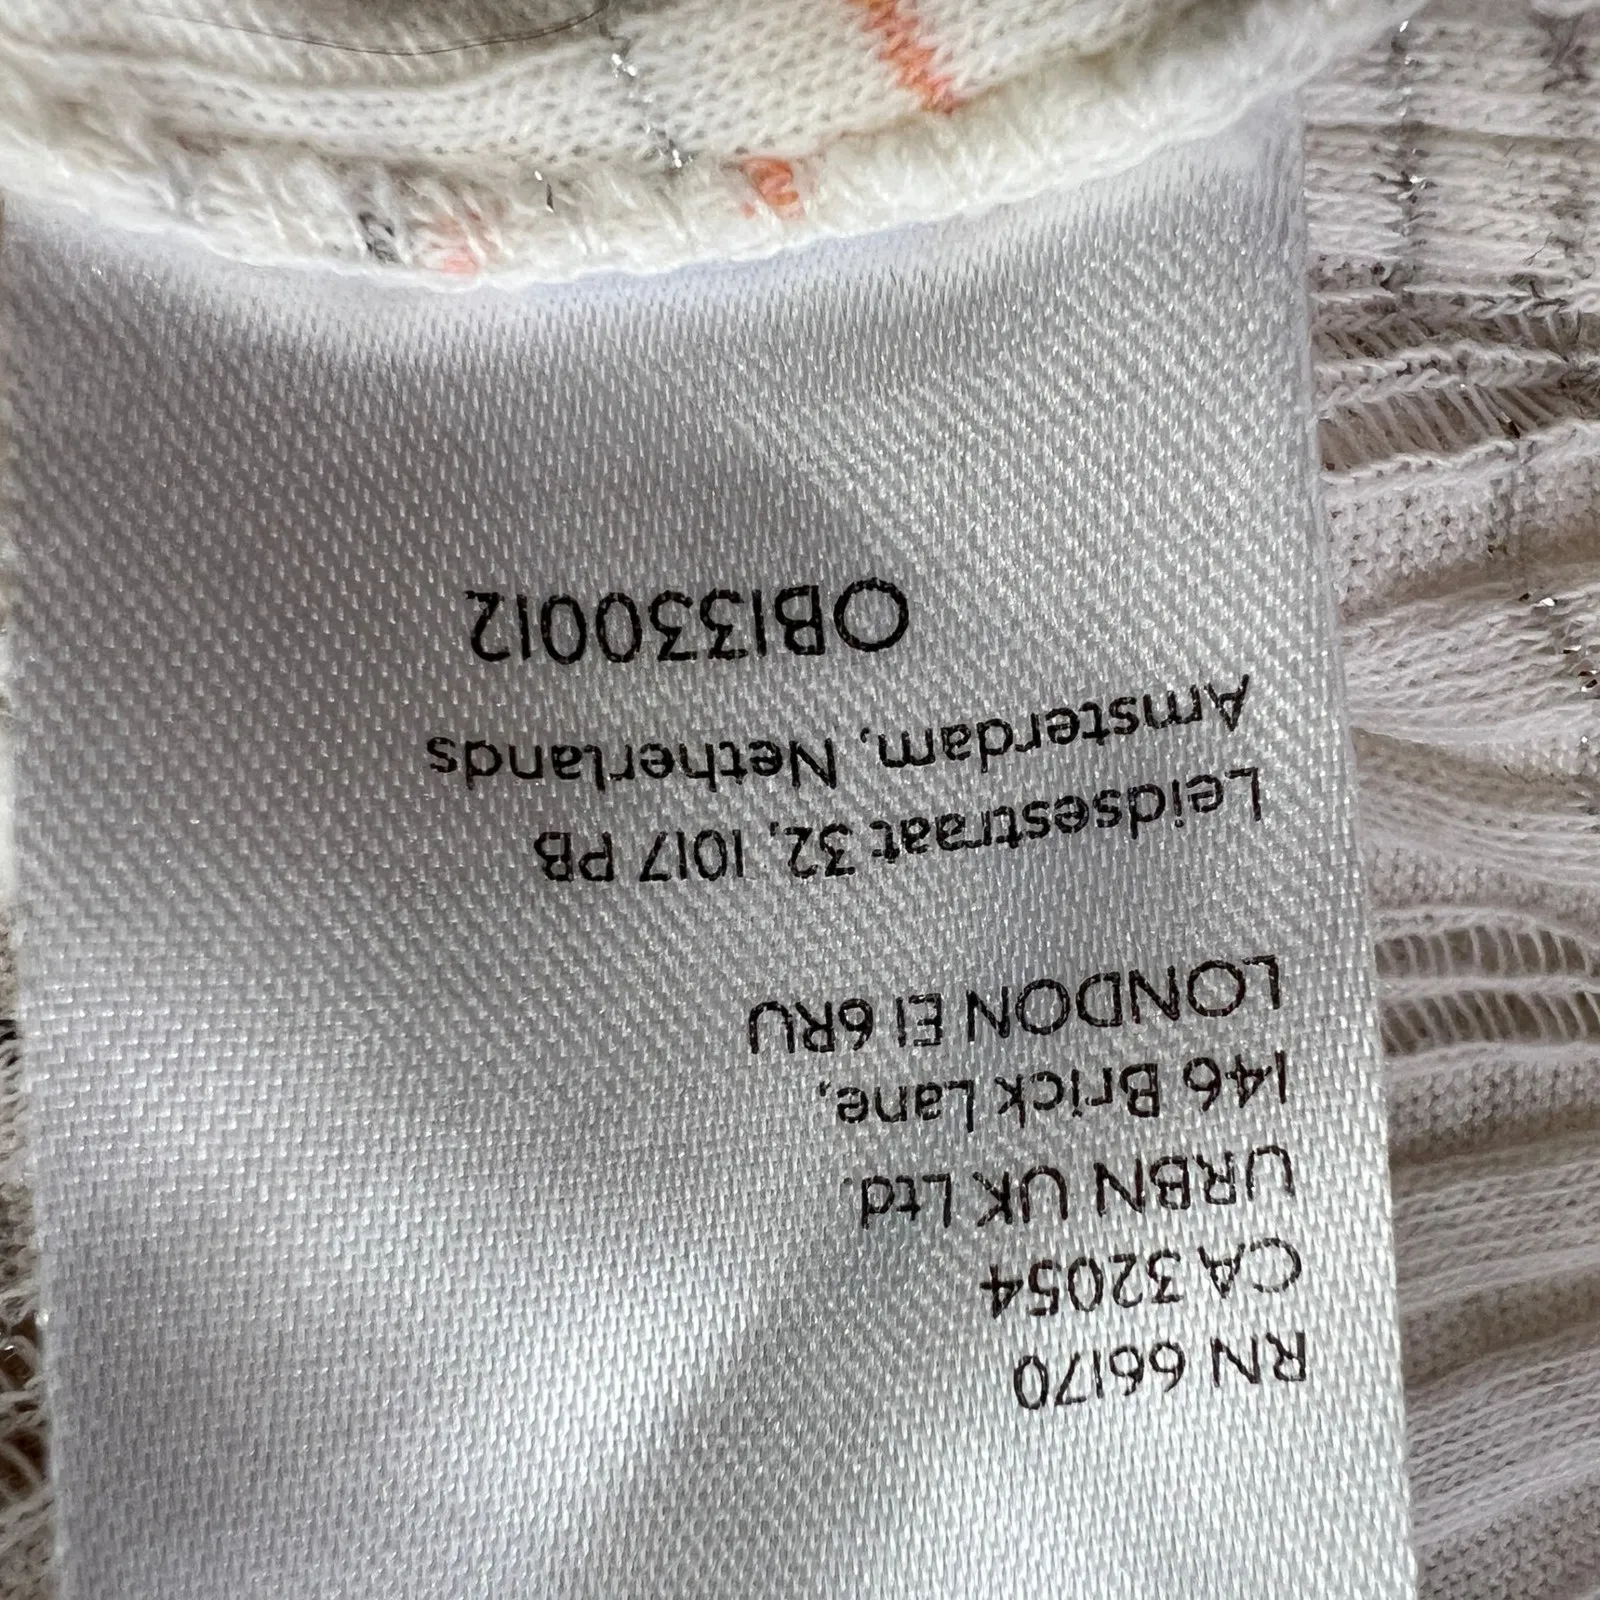 RN 66170
CA 32054
URBN UK Ltd.
146 Brick Lane,
LONDON E1 6RU
Leidsestraat 32, 1017 PB
Amsterdam, Netherlands
OB1330012